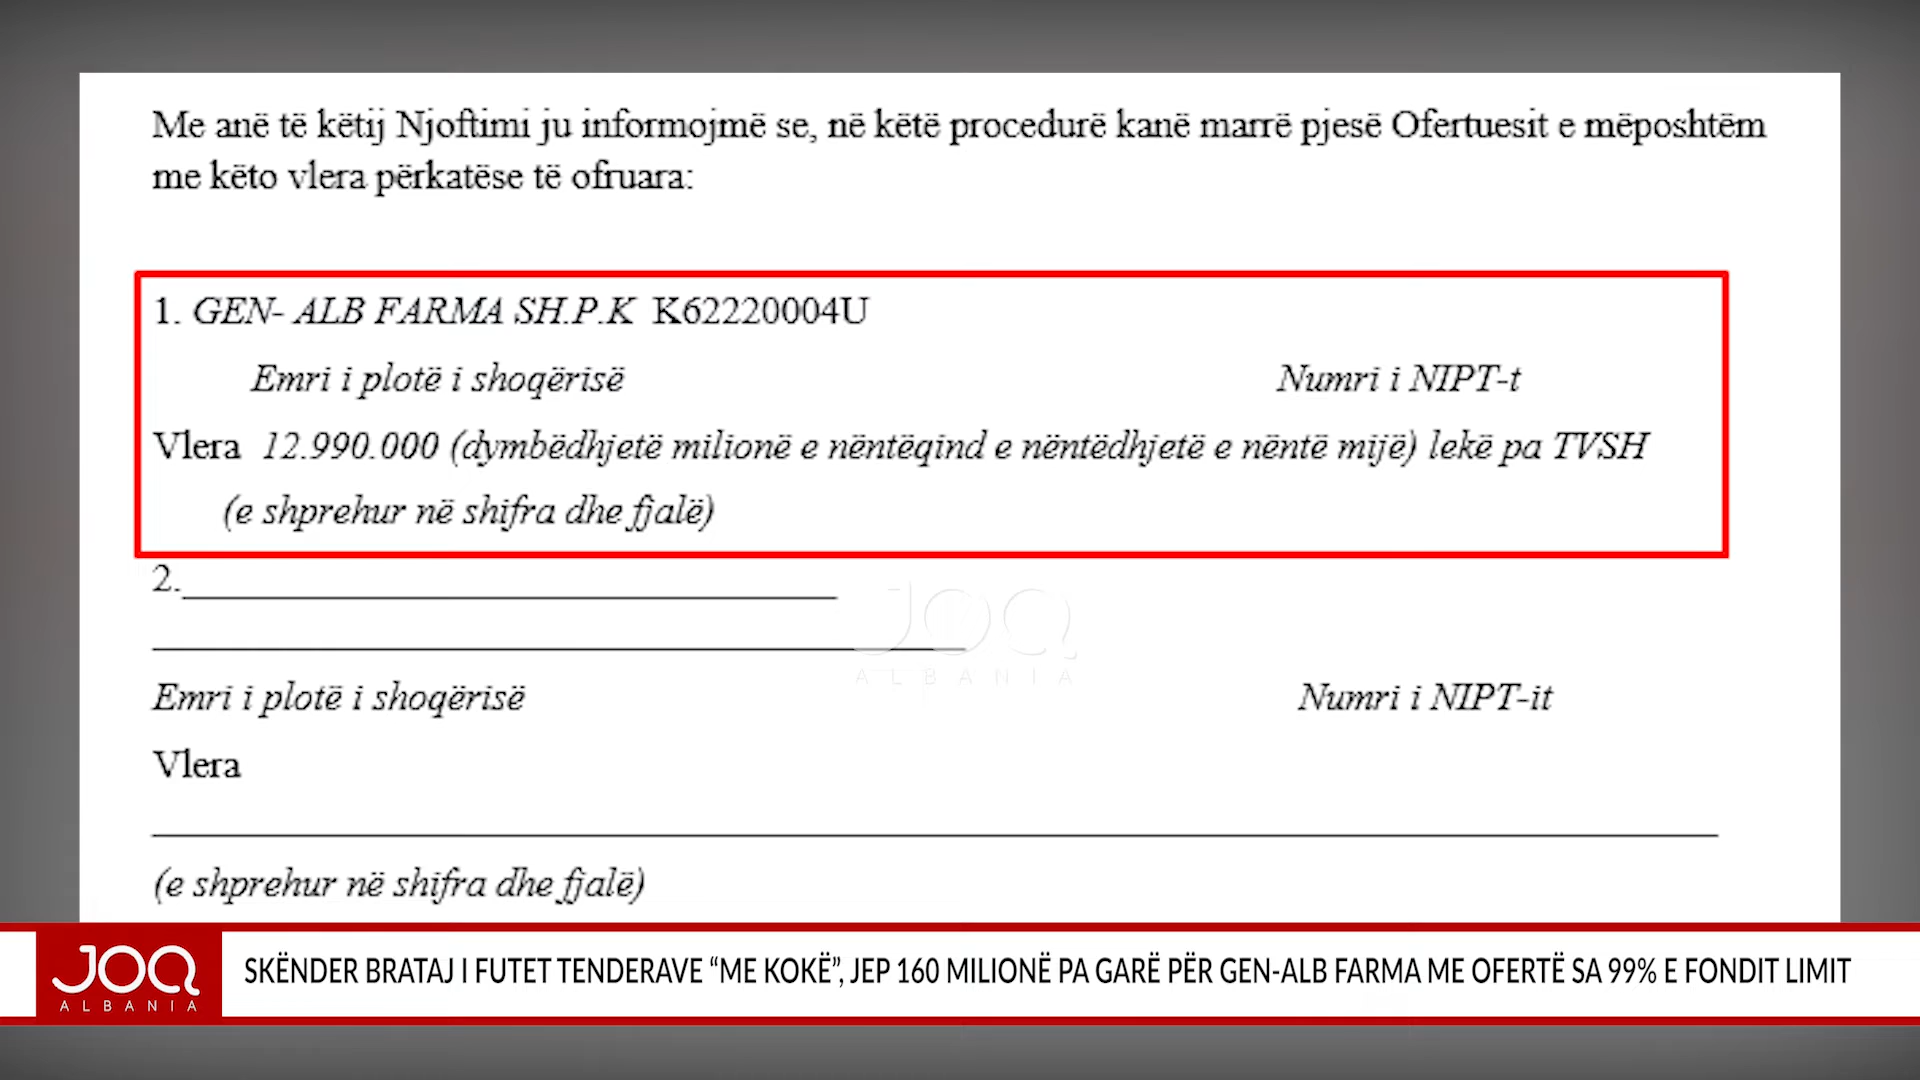 Me anë të këtij Njoftimi ju informojmë se, në këtë procedurë kanë marrë pjesë Ofertuesit e mëposhtëm
me këto vlera përkatëse të ofruara:
1. GEN- ALB FARMA SH.P.K K62220004U
Emri i plotë i shoqërisë Numri i NIPT-t
Vlera 12.990.000 (dymbëdhjetë milionë e nëntëqind e nëntëdhjetë e nëntë mijë) lekë pa TVSH
(e shprehur në shifra dhe fjalë)
2.
JOQ
ALBANIA
Emri i plotë i shoqërisë Numri i NIPT-it
Vlera
(e shprehur në shifra dhe fjalë)
JOQ
ALBANIA
SKËNDER BRATAJ I FUTET TENDERAVE “ME KOKË”, JEP 160 MILIONË PA GARË PËR GEN-ALB FARMA ME OFERTË SA 99% E FONDIT LIMIT